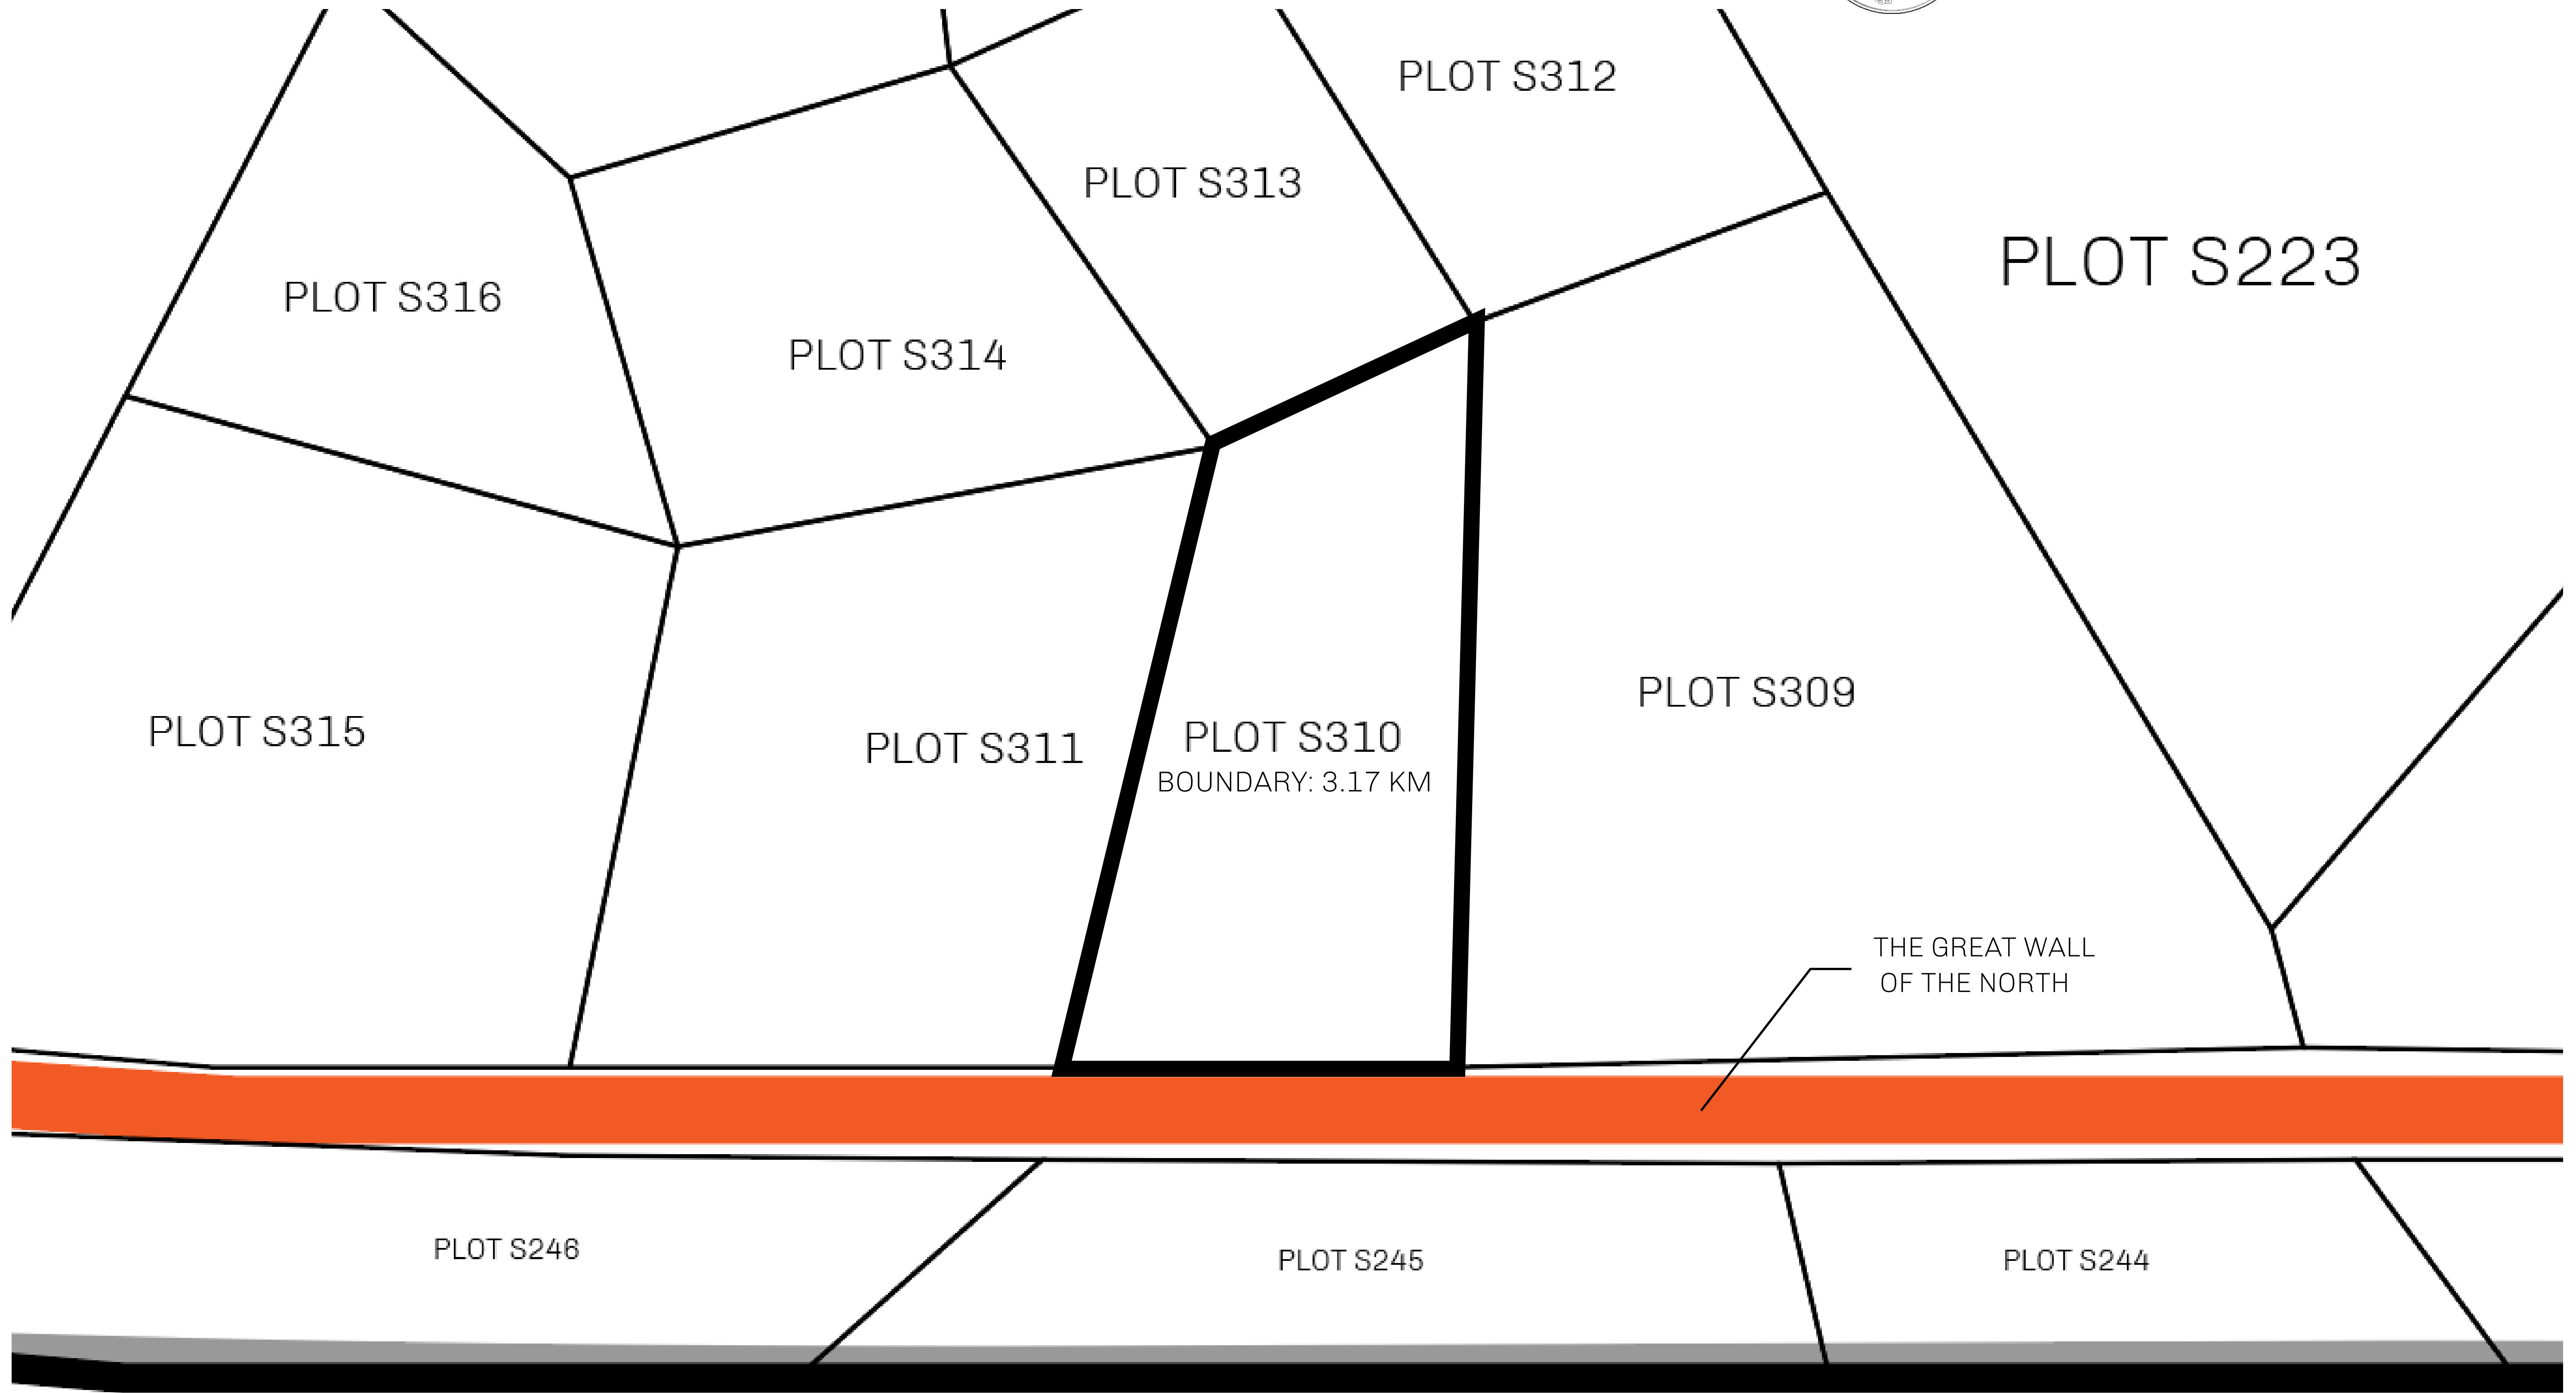 PLOT S312
PLOT S313
PLOT S223
PLOT S316
PLOT S314
PLOT S309
PLOT S315
PLOT S311
PLOT S310
BOUNDARY: 3.17 KM
THE GREAT WALL
OF THE NORTH
PLOT S246
PLOT S245
PLOT S244